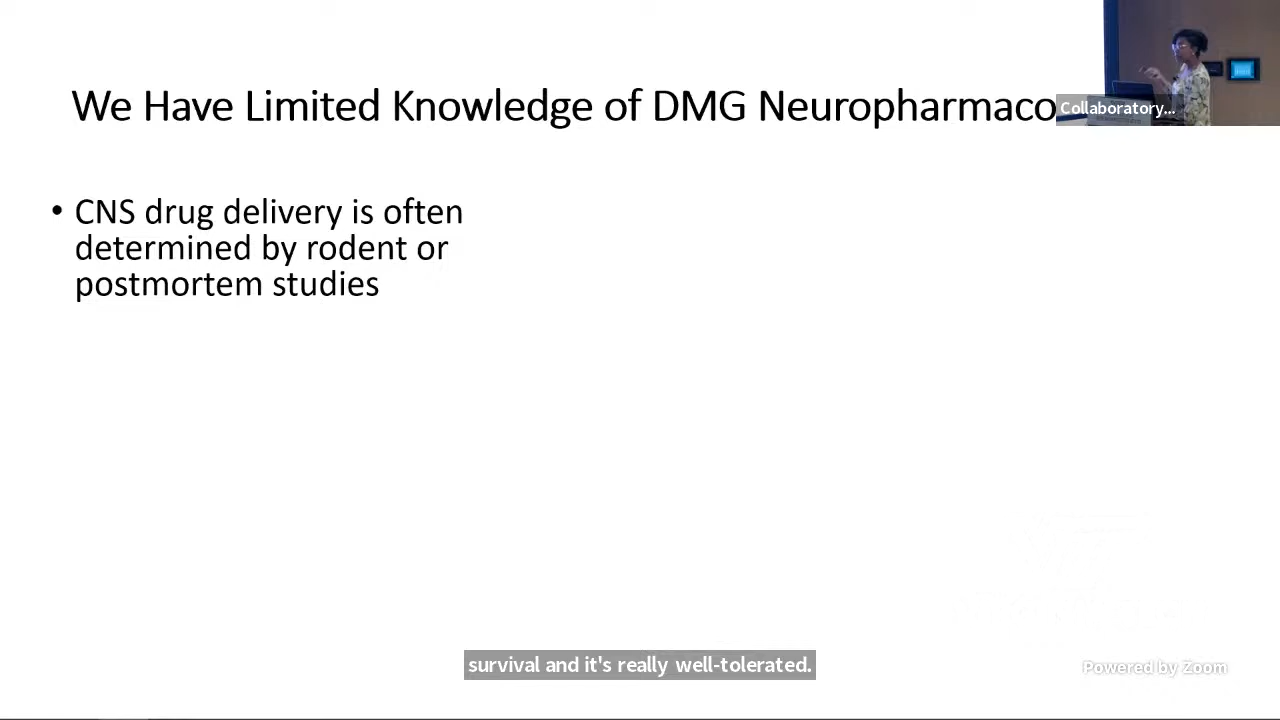 We Have Limited Knowledge of DMG Neuropharmaco
Collaboratory...
• CNS drug delivery is often
determined by rodent or
postmortem studies
survival and it's really well-tolerated.
Powered by Zoom